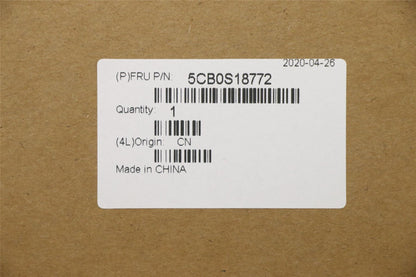 2020-04-26
(P)FRU P/N: 5CB0S18772
Quantity: 1
(4L)Origin: CN
Made in CHINA